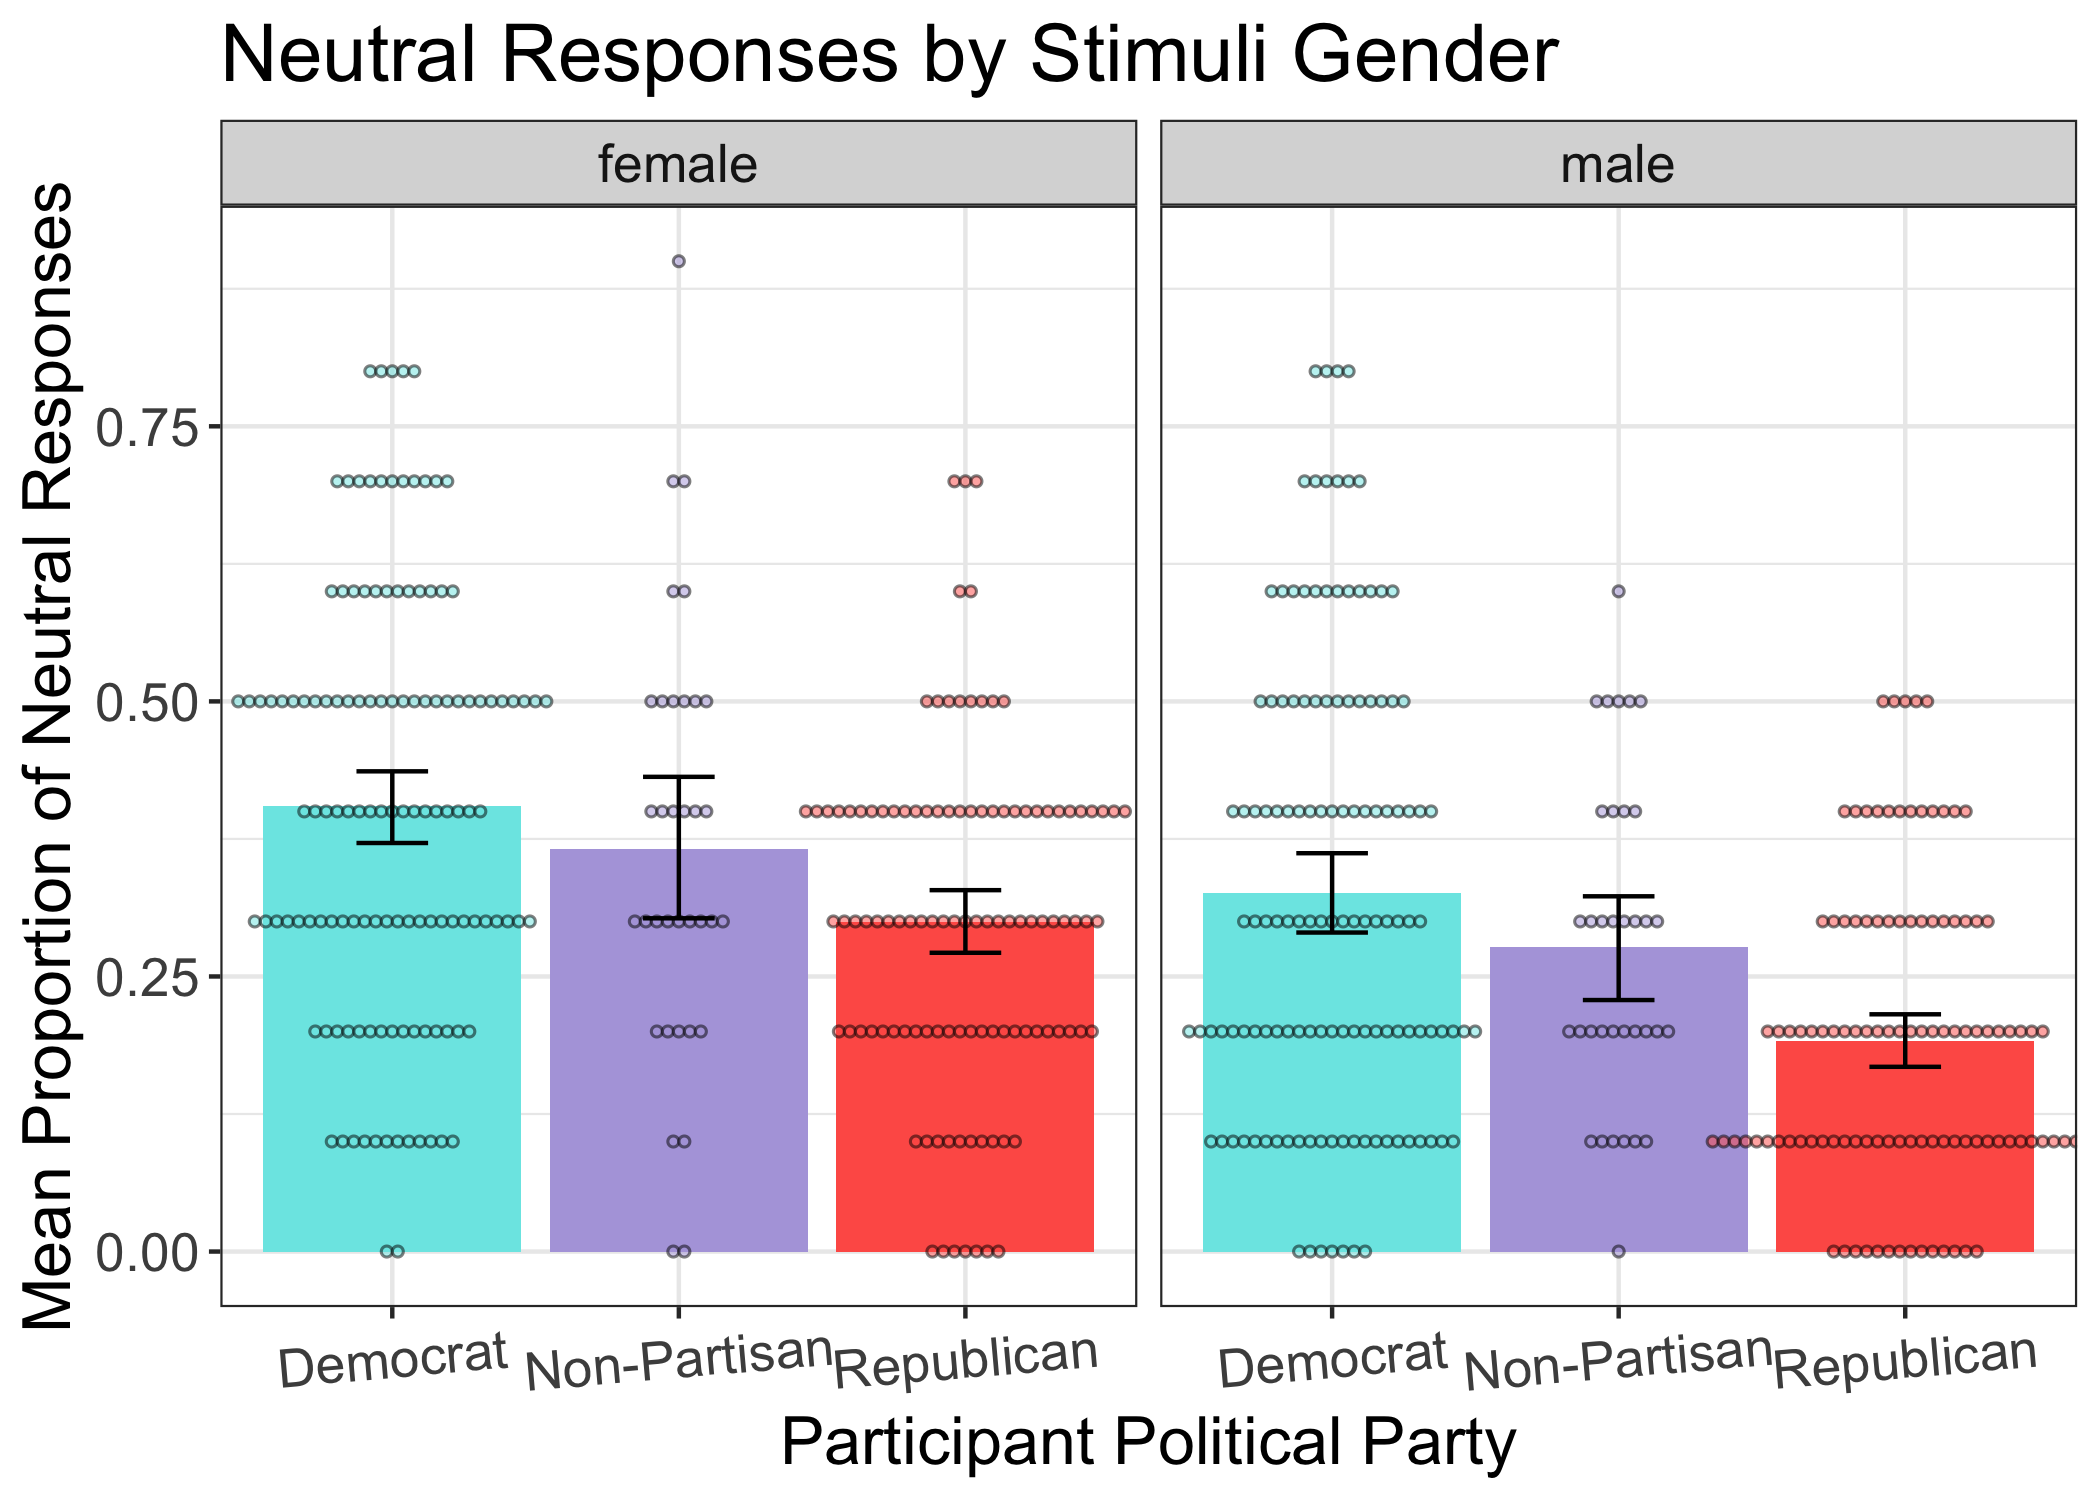 Neutral Responses by Stimuli Gender
female
male
Mean Proportion of Neutral Responses
0.75
0.50
0.25
0.00
Democrat
Non-Partisan
Republican
Democrat
Non-Partisan
Republican
Participant Political Party